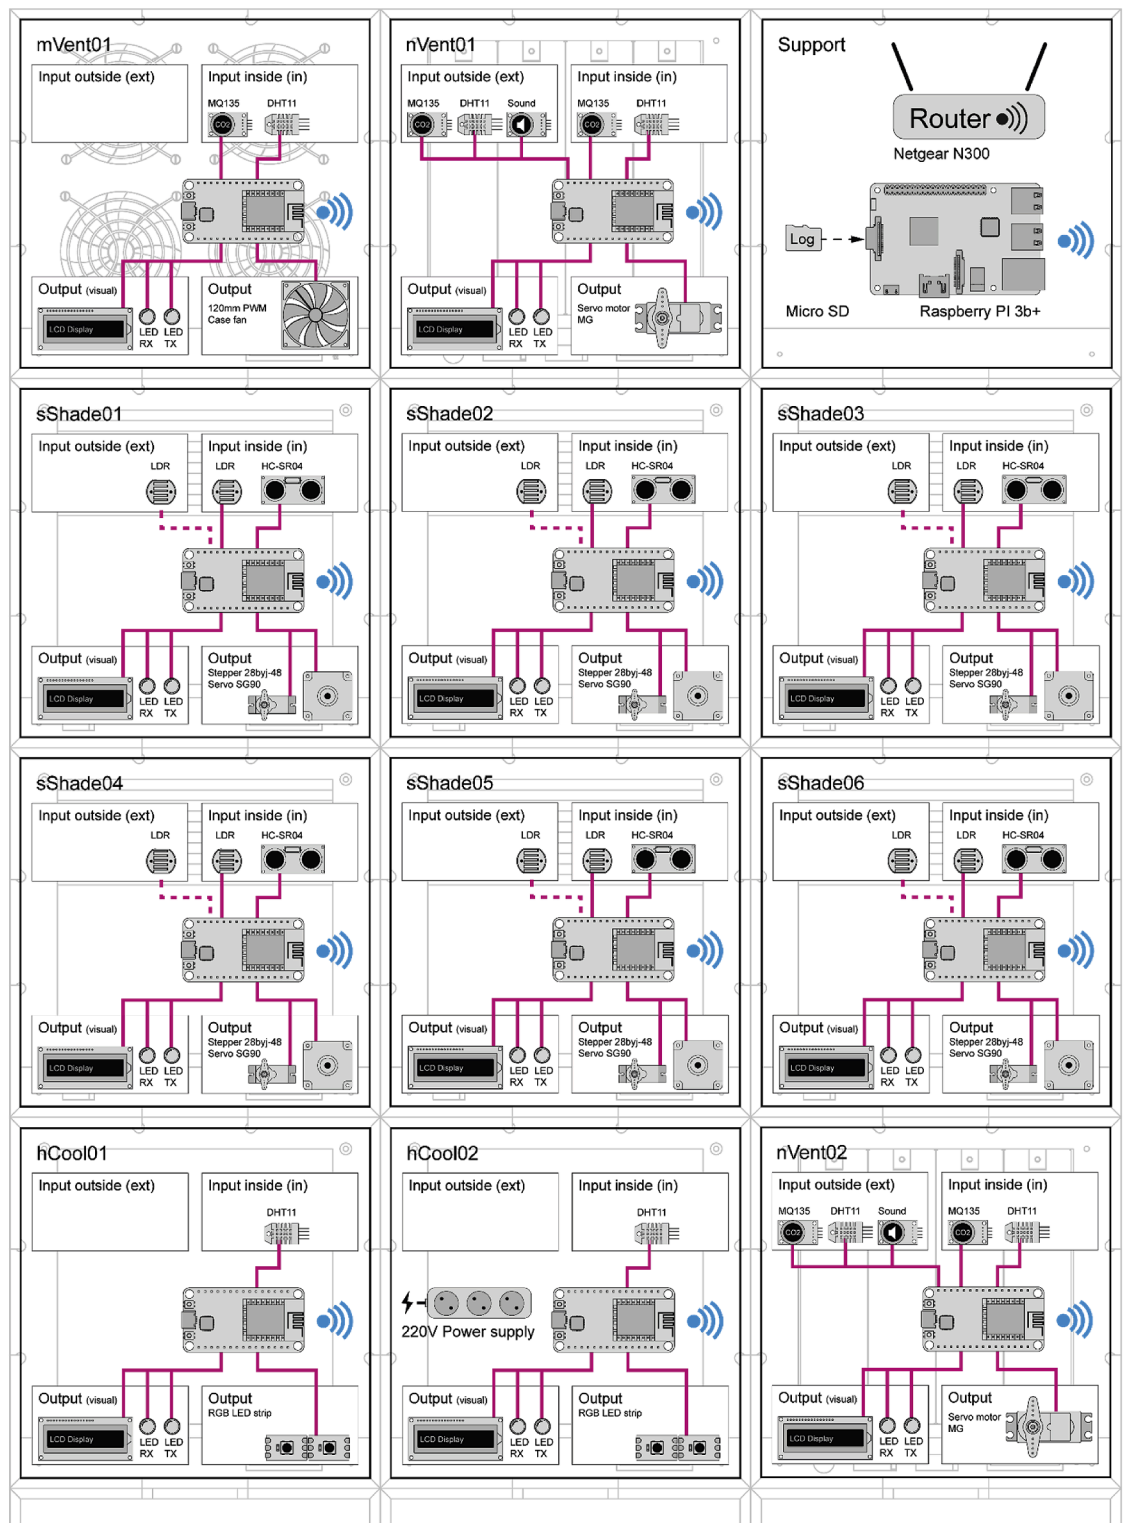 mVent01
Input outside (ext)
Input inside (in)
MQ135
DHT11
CO2
Output (visual)
LCD Display
LED RX
LED TX
Output
120mm PWM
Case fan
nVent01
Input outside (ext)
Input inside (in)
MQ135
DHT11
Sound
MQ135
DHT11
CO2
CO2
Output (visual)
LCD Display
LED RX
LED TX
Output
Servo motor
MG
Support
Router
Netgear N300
Log
Micro SD
Raspberry PI 3b+
sShade01
Input outside (ext)
Input inside (in)
LDR
LDR
HC-SR04
Output (visual)
LCD Display
LED RX
LED TX
Output
Stepper 28byj-48
Servo SG90
sShade02
Input outside (ext)
Input inside (in)
LDR
LDR
HC-SR04
Output (visual)
LCD Display
LED RX
LED TX
Output
Stepper 28byj-48
Servo SG90
sShade03
Input outside (ext)
Input inside (in)
LDR
LDR
HC-SR04
Output (visual)
LCD Display
LED RX
LED TX
Output
Stepper 28byj-48
Servo SG90
sShade04
Input outside (ext)
Input inside (in)
LDR
LDR
HC-SR04
Output (visual)
LCD Display
LED RX
LED TX
Output
Stepper 28byj-48
Servo SG90
sShade05
Input outside (ext)
Input inside (in)
LDR
LDR
HC-SR04
Output (visual)
LCD Display
LED RX
LED TX
Output
Stepper 28byj-48
Servo SG90
sShade06
Input outside (ext)
Input inside (in)
LDR
LDR
HC-SR04
Output (visual)
LCD Display
LED RX
LED TX
Output
Stepper 28byj-48
Servo SG90
hCool01
Input outside (ext)
Input inside (in)
DHT11
Output (visual)
LCD Display
LED RX
LED TX
Output
RGB LED strip
hCool02
Input outside (ext)
Input inside (in)
DHT11
220V Power supply
Output (visual)
LCD Display
LED RX
LED TX
Output
RGB LED strip
nVent02
Input outside (ext)
Input inside (in)
MQ135
DHT11
Sound
MQ135
DHT11
CO2
CO2
Output (visual)
LCD Display
LED RX
LED TX
Output
Servo motor
MG